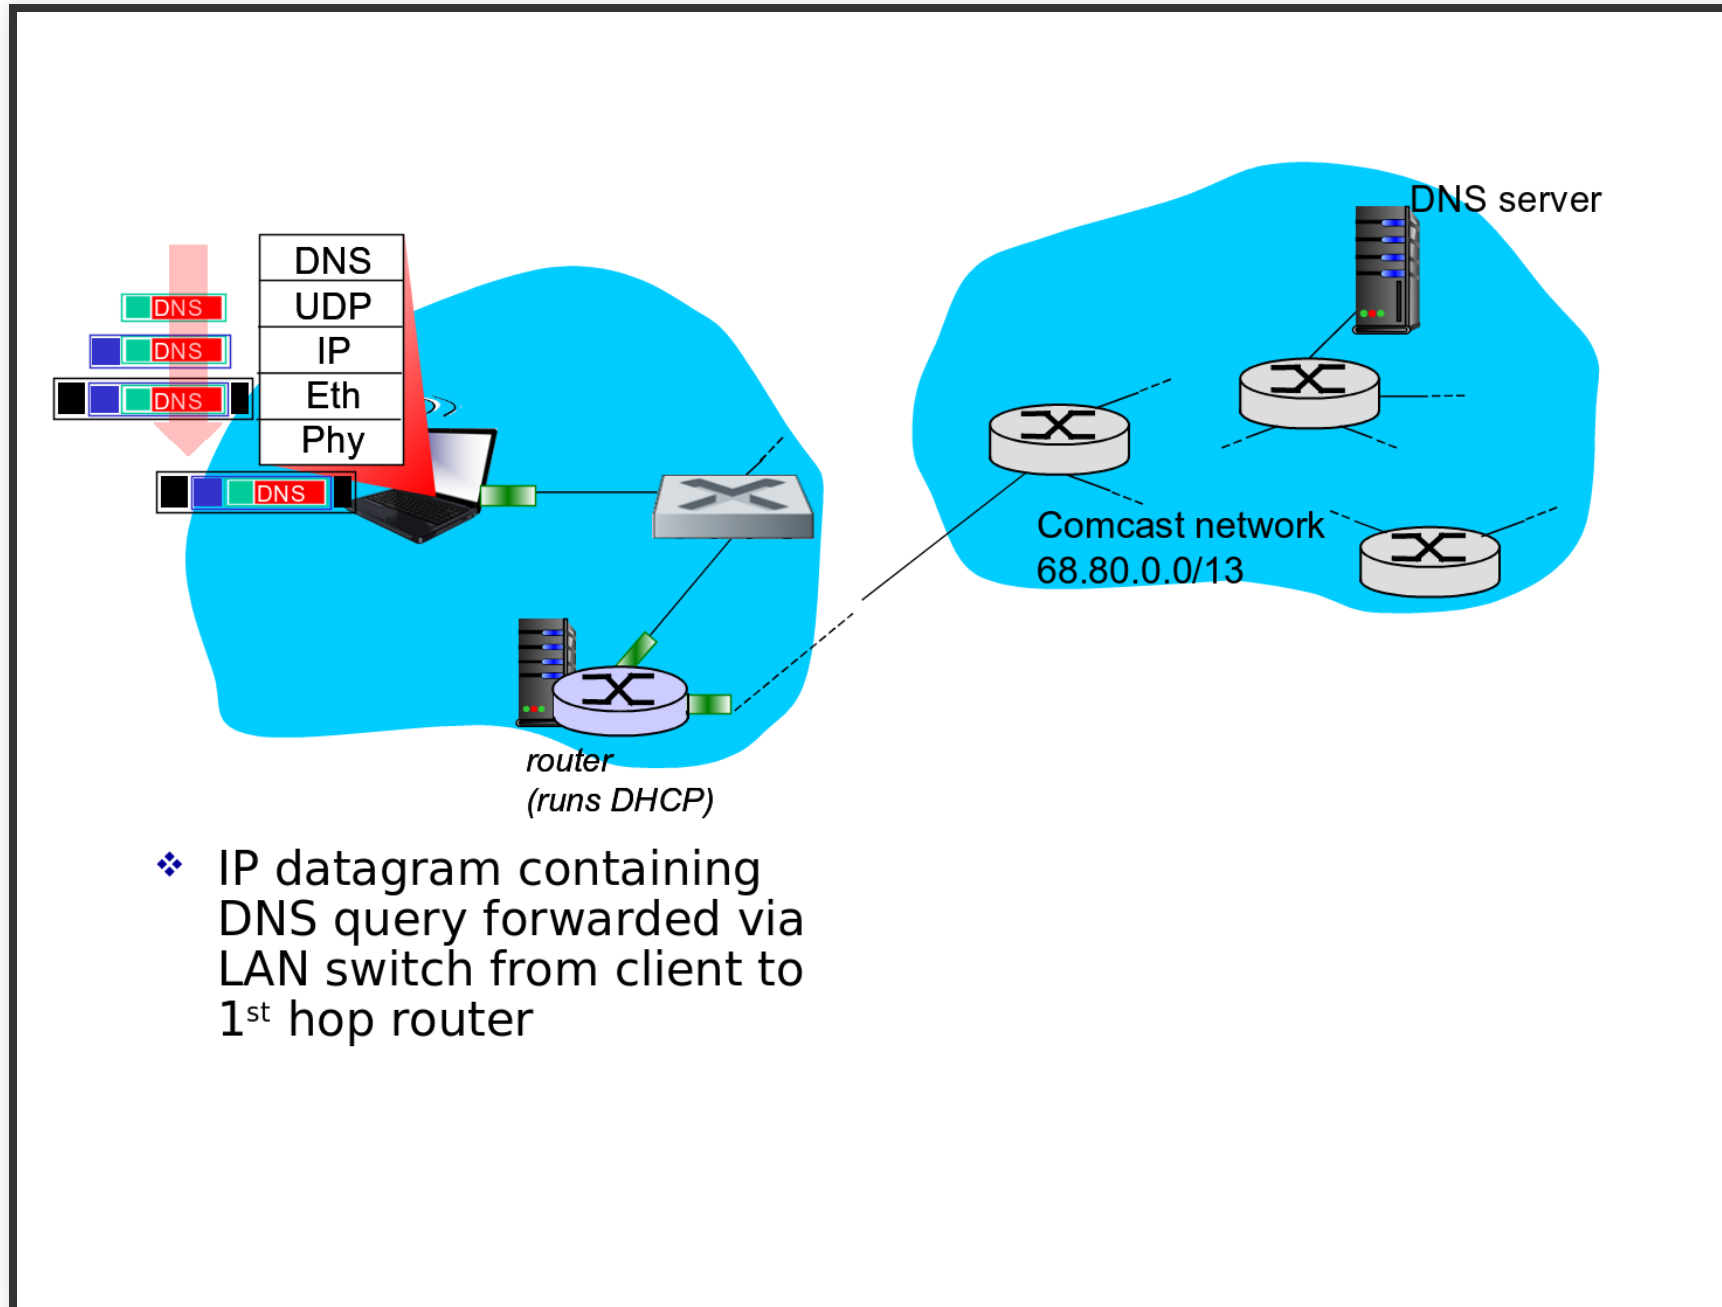 DNS server
DNS
UDP
IP
Eth
Phy
DNS
DNS
DNS
DNS
Comcast network
68.80.0.0/13
router
(runs DHCP)
IP datagram containing
DNS query forwarded via
LAN switch from client to
1st hop router